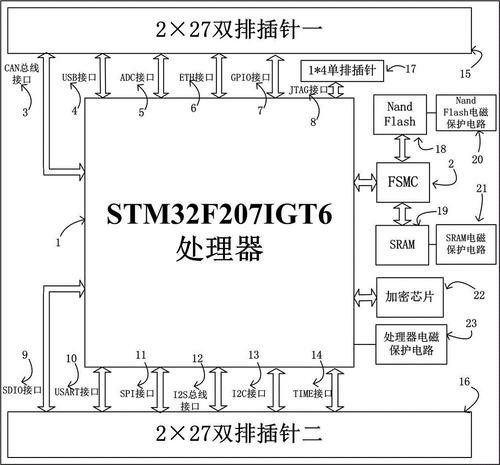 2×27双排插针一
15
CAN总线
接口
3
USB接口
4
ADC接口
5
ETH接口
6
GPIO接口
7
1*4单排插针
17
JTAG接口
8
Nand
Flash
18
Nand
Flash电磁
保护电路
20
FSMC
2
19
21
SRAM
SRAM电磁
保护电路
1
STM32F207IGT6
处理器
加密芯片
22
23
处理器电磁
保护电路
9
SDIO接口
10
USART接口
11
SPI接口
12
I2S总线
接口
13
I2C接口
14
TIME接口
16
2×27双排插针二